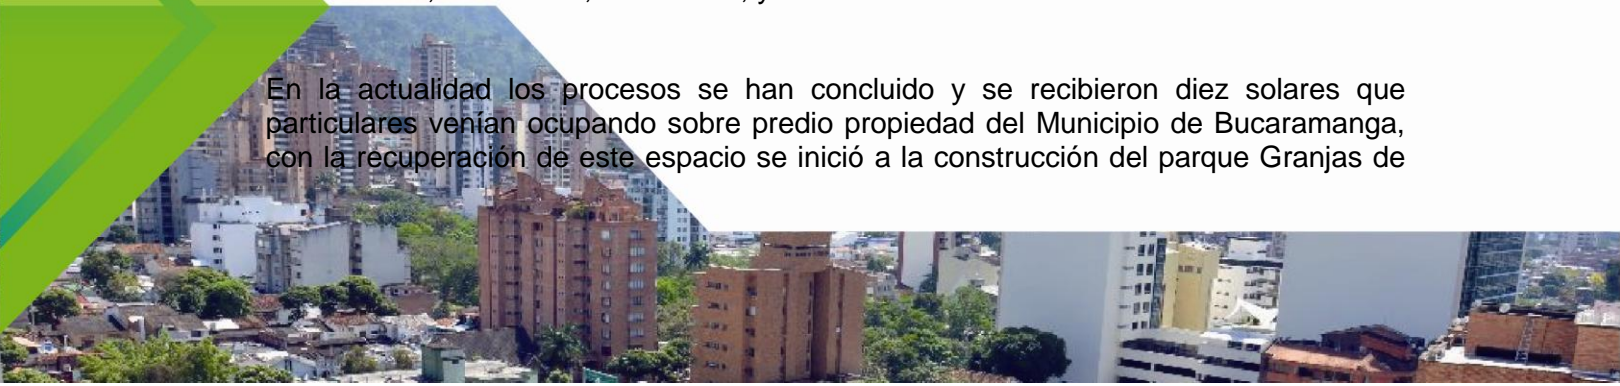 En la actualidad los procesos se han concluido y se recibieron diez solares que
particulares venían ocupando sobre predio propiedad del Municipio de Bucaramanga,
con la recuperación de este espacio se inició a la construcción del parque Granjas de